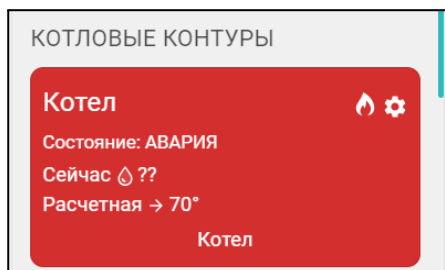 КОТЛОВЫЕ КОНТУРЫ
Котел
Состояние: АВАРИЯ
Сейчас ??
Расчетная → 70°
Котел